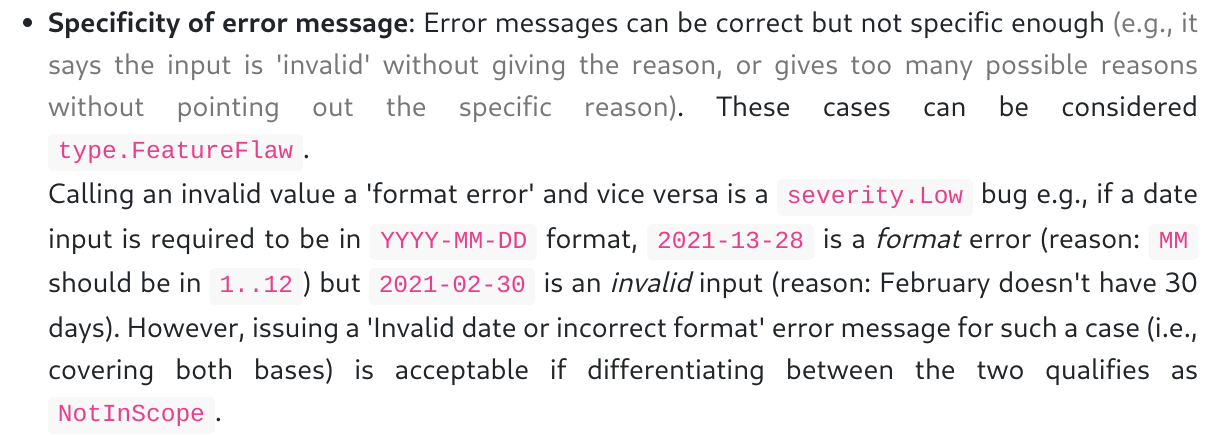 • Specificity of error message: Error messages can be correct but not specific enough (e.g., it
says the input is 'invalid' without giving the reason, or gives too many possible reasons
without pointing out the specific reason). These cases can be considered
type.FeatureFlaw.
Calling an invalid value a 'format error' and vice versa is a severity.Low bug e.g., if a date
input is required to be in YYYY-MM-DD format, 2021-13-28 is a format error (reason: MM
should be in 1..12 ) but 2021-02-30 is an invalid input (reason: February doesn't have 30
days). However, issuing a 'Invalid date or incorrect format' error message for such a case (i.e.,
covering both bases) is acceptable if differentiating between the two qualifies as
NotInScope.